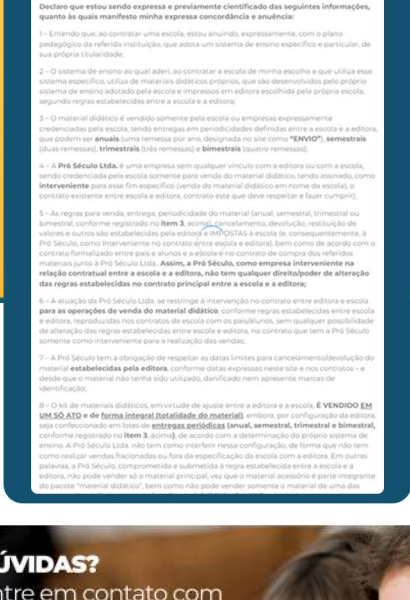 Declaro que estou sendo expressa e previamente cientificado das seguintes informações,
quanto às quais manifesto minha expressa concordância e anuência:
1 – Entendo que, ao contratar uma escola, estou anuindo, expressamente, com o plano
pedagógico da referida instituição, que adota um sistema de ensino específico e particular, de
sua própria titularidade;
2 – O sistema de ensino ao qual aderi, ao contratar a escola de minha escolha e que utiliza esse
sistema específico, utiliza de materiais didáticos próprios, que são desenvolvidos pelo próprio
sistema de ensino adotado pela escola e impressos em editora escolhida pela própria escola,
segundo regras estabelecidas entre a escola e a editora;
3 – O material didático é vendido somente pela escola ou empresas expressamente
credenciadas pela escola, tendo entregas em periodicidades definidas entre a escola e a editora,
que podem ser anuais (uma remessa por ano, designada no site como "ENVIO"); semestrais
(duas remessas), trimestrais (três remessas) e bimestrais (quatro remessas);
4 – A Pró Século Ltda. é uma empresa sem qualquer vínculo com a editora ou com a escola,
sendo credenciada pela escola somente para venda do material didático, tendo assinado, como
interveniente para esse fim específico (venda do material didático em nome da escola), o
contrato existente entre escola e editora, contrato este que deve respeitar e fazer cumprir);
5 – As regras para venda, entrega, periodicidade do material (anual, semestral, trimestral ou
bimestral, conforme registrado no item 3, acima), cancelamento, devolução, restituição de
valores e outros são estabelecidas pela editora e IMPOSTAS à escola (e, consequentemente, à
Pró Século, como Interveniente no contrato entre escola e editora), bem como de acordo com o
contrato formalizado entre pais e alunos e a escola e no contrato de compra dos referidos
materiais junto à Pró Século Ltda. Assim, a Pró Século, como empresa interveniente na
relação contratual entre a escola e a editora, não tem qualquer direito/poder de alteração
das regras estabelecidas no contrato principal entre a escola e a editora;
6 – A atuação da Pró Século Ltda. se restringe à intervenção no contrato entre editora e escola
para as operações de venda do material didático, conforme regras estabelecidas entre escola
e editora, reproduzidas nos contratos da escola com os pais/alunos, sem qualquer possibilidade
de alteração das regras estabelecidas entre escola e editora, no contrato que tem a Pró Século
somente como interveniente para a realização das vendas;
7 – A Pró Século tem a obrigação de respeitar as datas limites para cancelamento/devolução do
material estabelecidas pela editora, conforme datas expressas neste site e nos contratos – e
desde que o material não tenha sido utilizado, danificado nem apresente marcas de
identificação;
8 – O kit de materiais didáticos, em virtude de ajuste entre a editora e a escola, É VENDIDO EM
UM SÓ ATO e de forma integral (totalidade do material), embora, por configuração da editora,
seja confeccionado em lotes de entregas periódicas (anual, semestral, trimestral e bimestral,
conforme registrado no item 3, acima), de acordo com a determinação do próprio sistema de
ensino. A Pró Século Ltda. não tem como interferir nessa configuração, de forma que não tem
como realizar vendas fracionadas ou fora da especificação da escola com a editora. Em outras
palavras, a Pró Século, comprometida e submetida à regra estabelecida entre a escola e a
editora, não pode vender só o material principal, vez que o material acessório é parte integrante
do pacote "material didático", bem como não pode vender somente o material de uma das
ÚVIDAS?
ntre em contato com